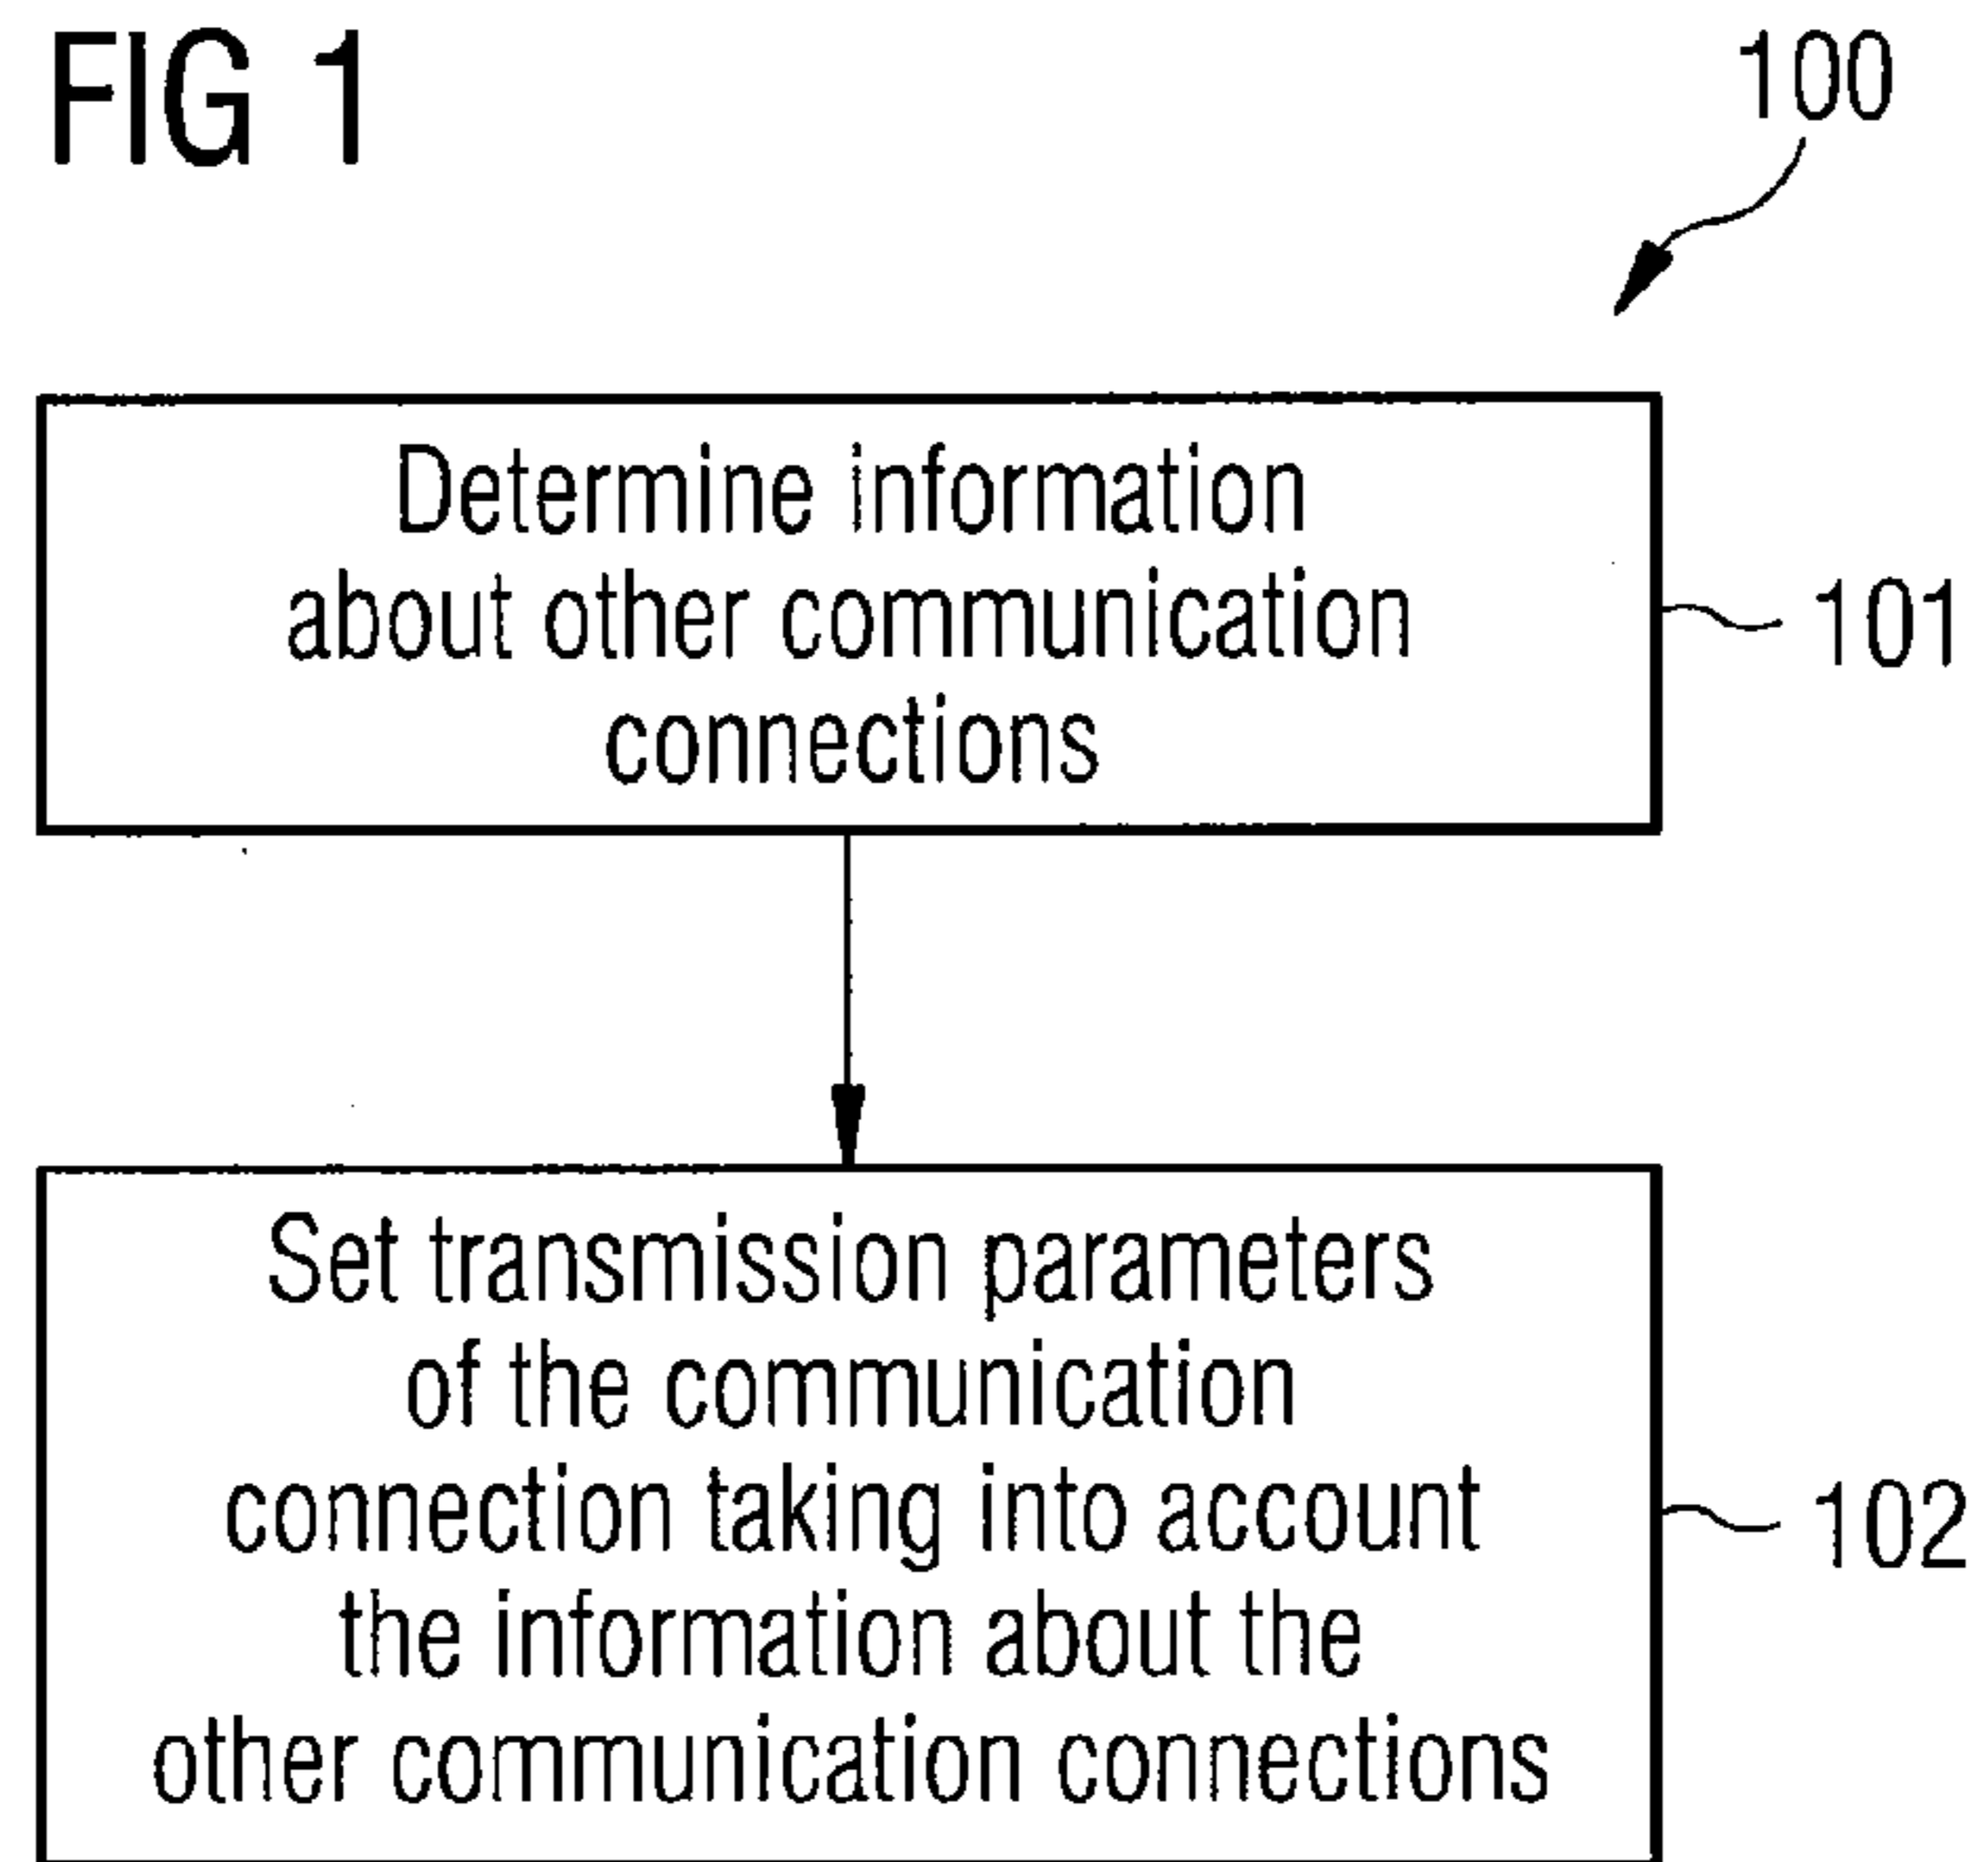 FIG 1
100
Determine information
about other communication
connections
101
Set transmission parameters
of the communication
connection taking into account
the information about the
other communication connections
102